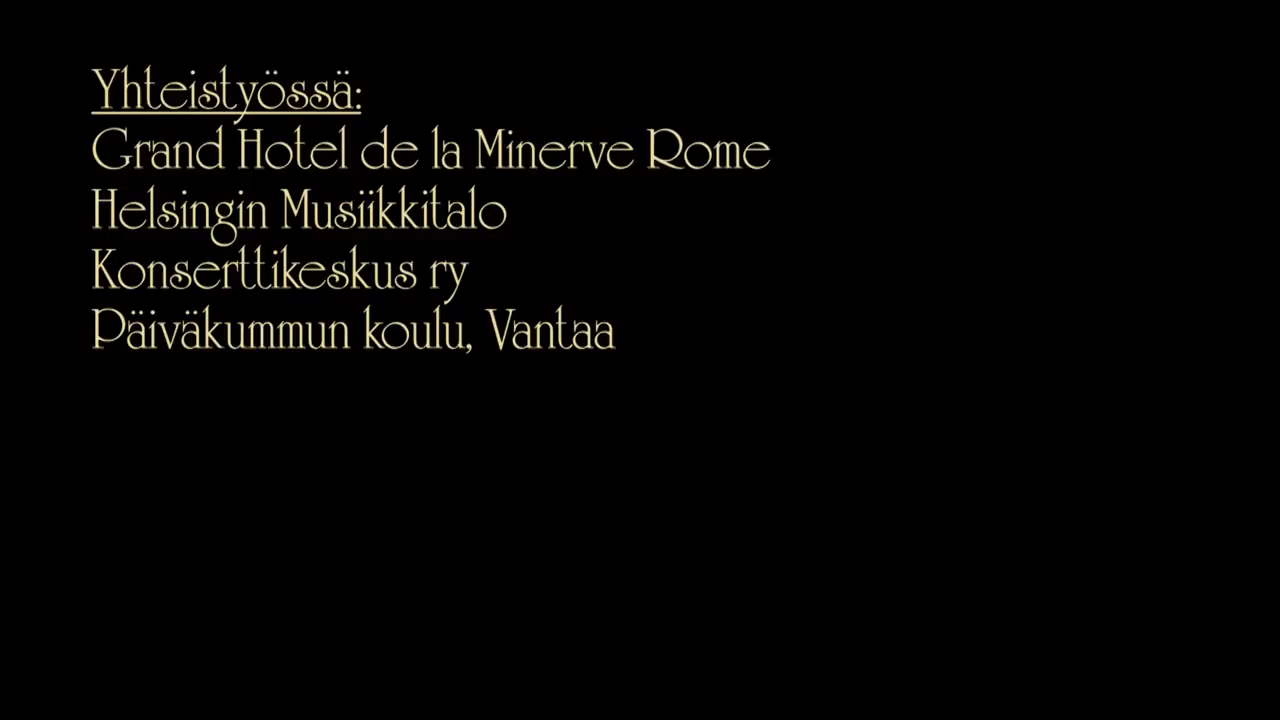 Yhteistyössä:
Grand Hotel de la Minerve Rome
Helsingin Musiikkitalo
Konserttikeskus ry
Päiväkummun koulu, Vantaa